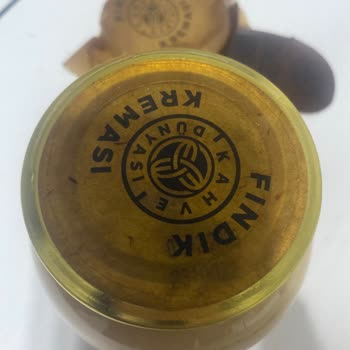 FINDIK
KREMASI
KAHVE
DÜNYASI